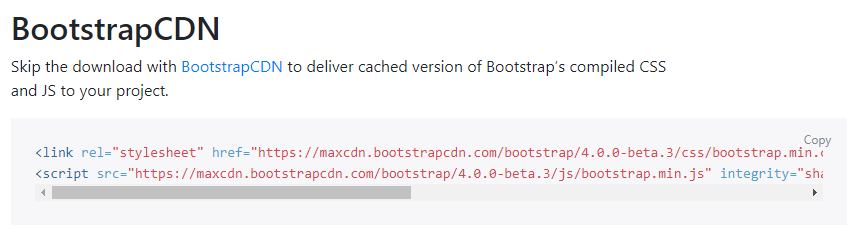 BootstrapCDN
Skip the download with BootstrapCDN to deliver cached version of Bootstrap's compiled CSS
and JS to your project.
Copy
<link rel="stylesheet" href="https://maxcdn.bootstrapcdn.com/bootstrap/4.0.0-beta.3/css/bootstrap.min.c
<script src="https://maxcdn.bootstrapcdn.com/bootstrap/4.0.0-beta.3/js/bootstrap.min.js" integrity="sha